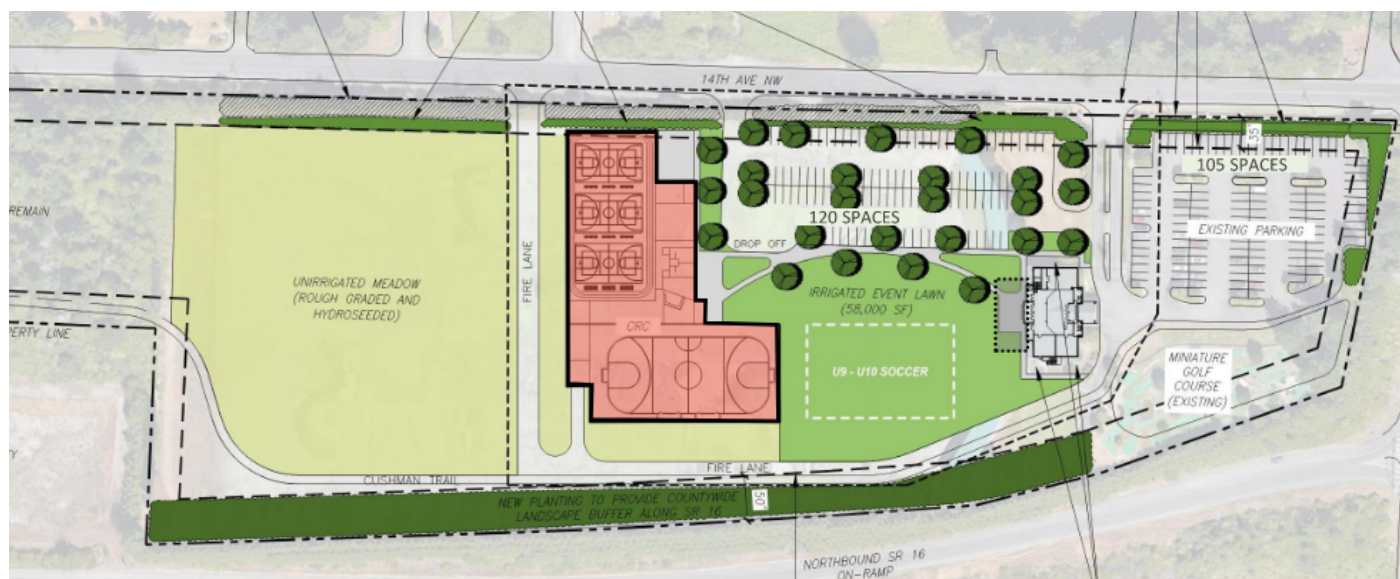 14TH AVE NW
35'
105 SPACES
REMAIN
120 SPACES
EXISTING PARKING
DROP OFF
FIRE LANE
UNIRRIGATED MEADOW
(ROUGH GRADED AND
HYDROSEEDED)
IRRIGATED EVENT LAWN
(58,000 SF)
CRC
PERTY LINE
U9 - U10 SOCCER
MINIATURE
GOLF
COURSE
(EXISTING)
FIRE LANE
CUSHMAN TRAIL
NEW PLANTING TO PROVIDE COUNTYWIDE
LANDSCAPE BUFFER ALONG SR 16
50'
NORTHBOUND SR 16
ON-RAMP